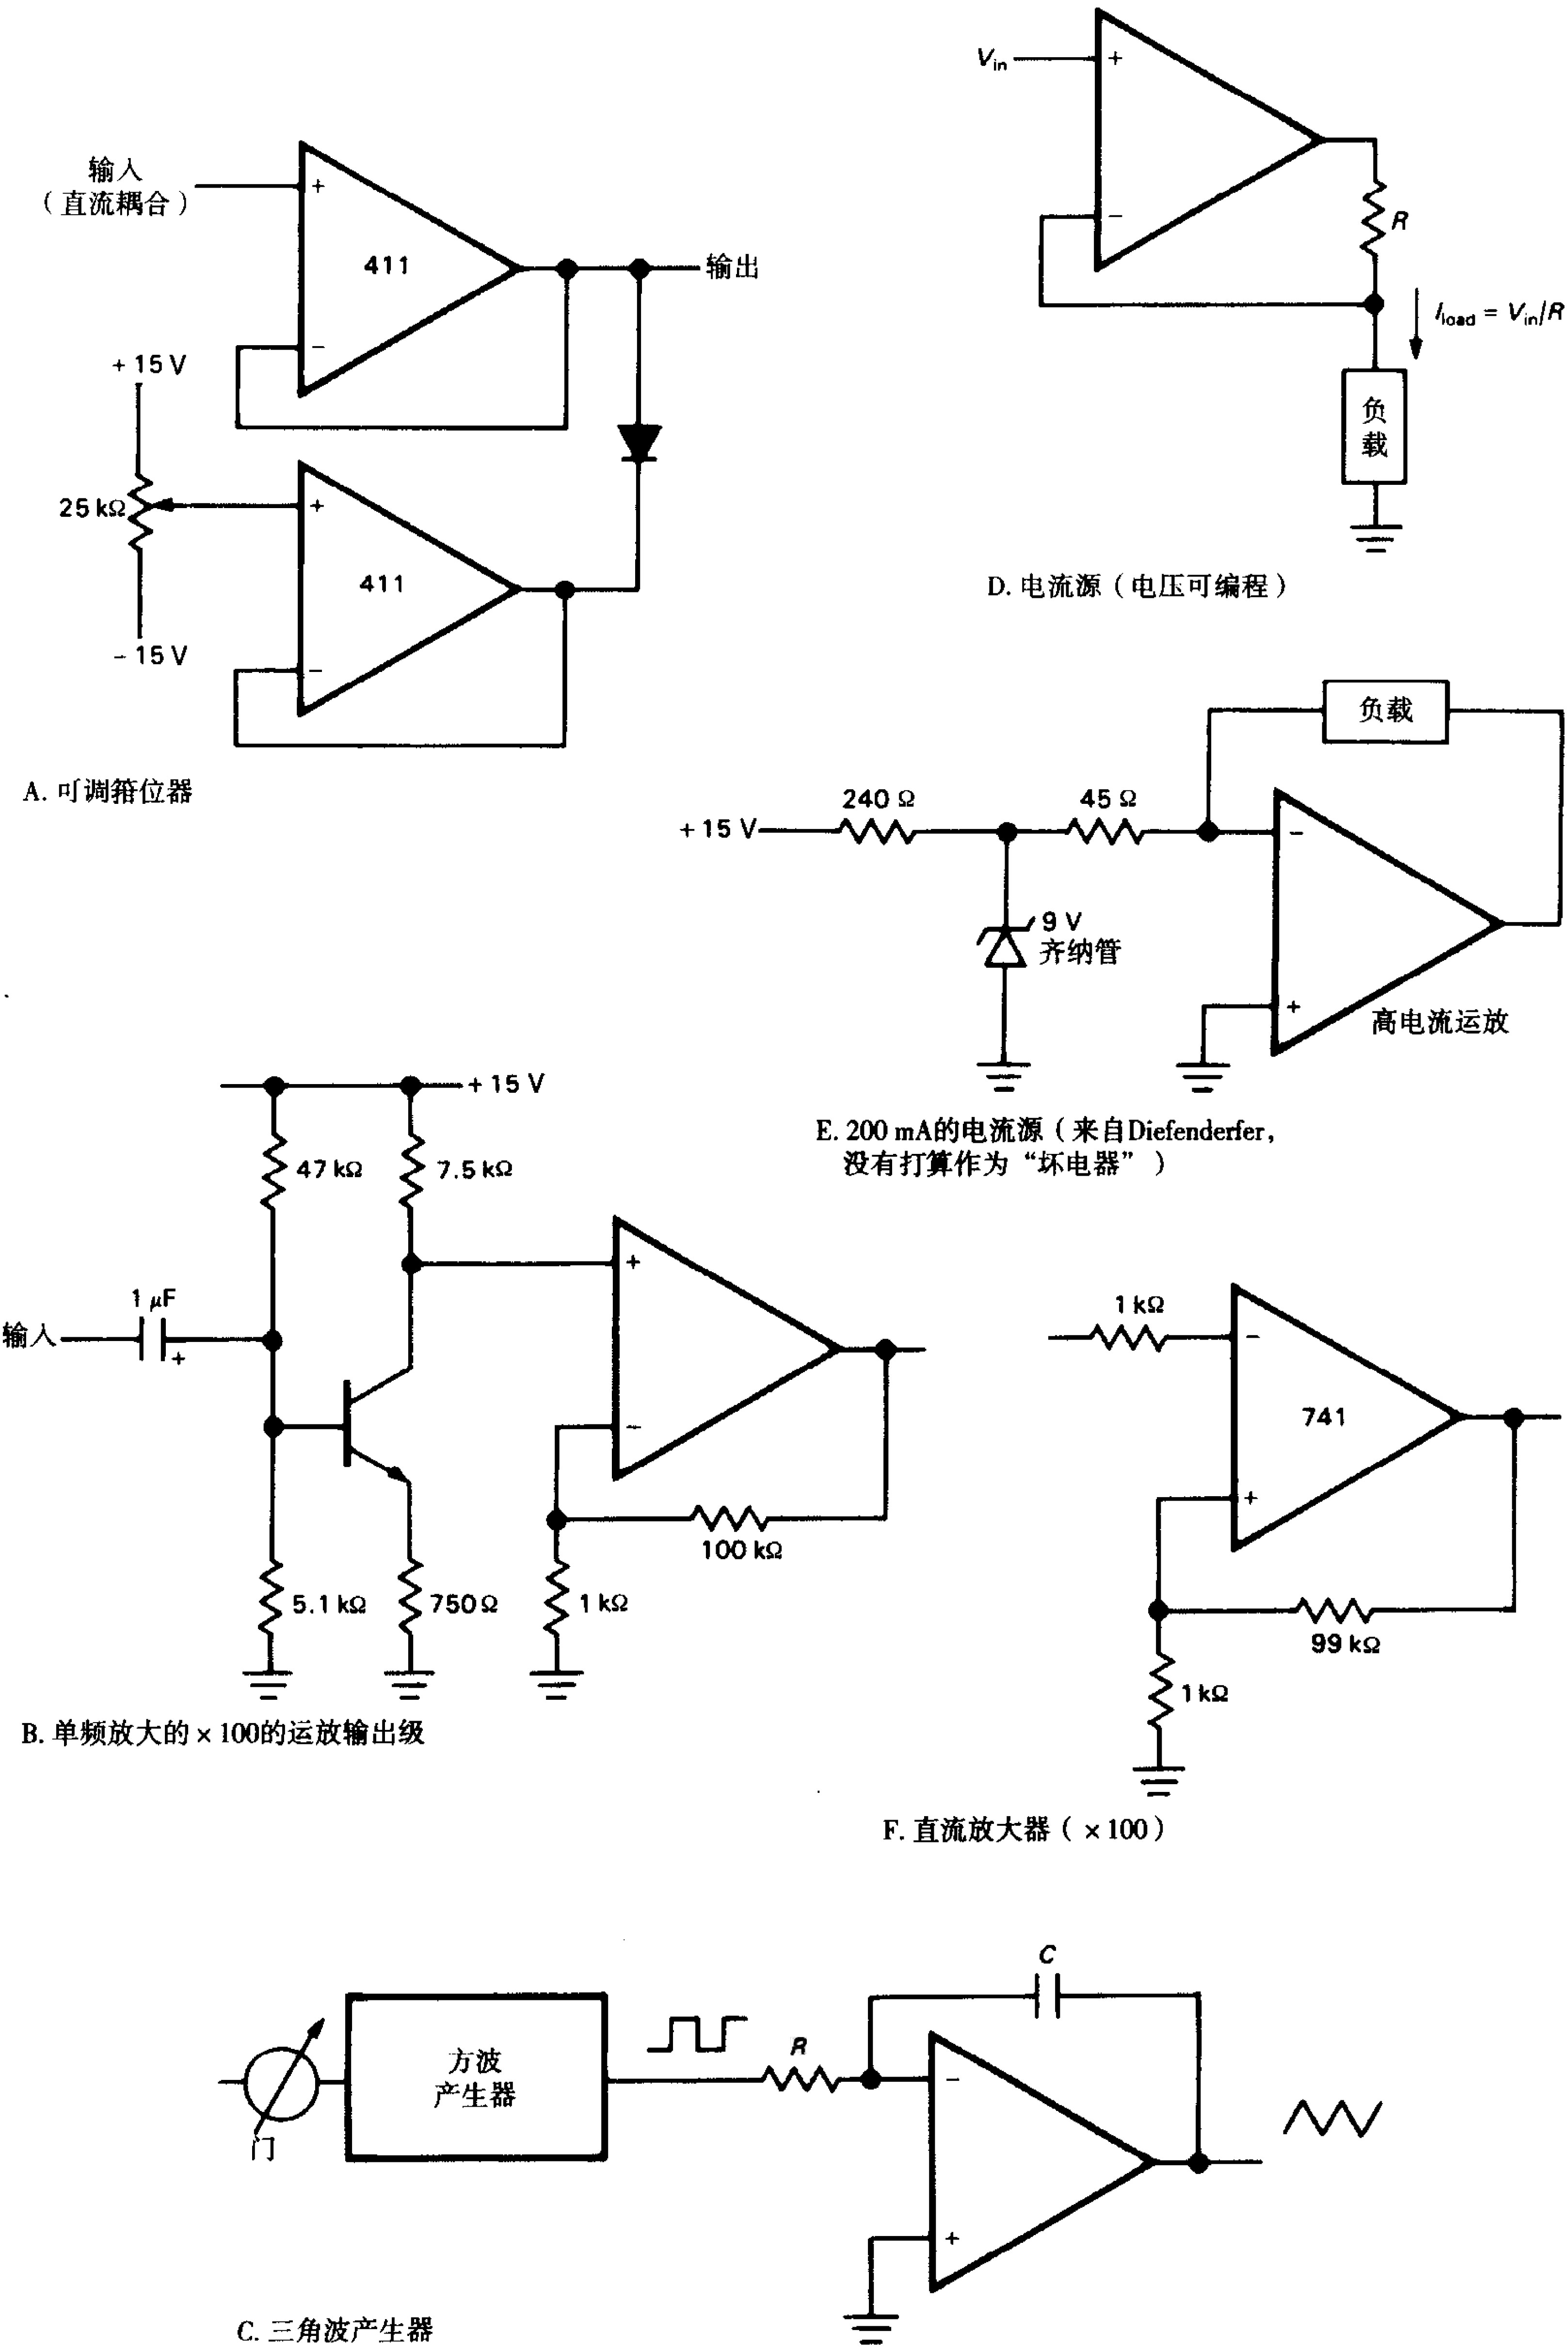 输入
（直流耦合）
+
411
−
输出
+ 15 V
25 kΩ
+
411
−
− 15 V
A. 可调箝位器
Vin
+
−
R
Iload = Vin/R
负
载
D. 电流源（电压可编程）
负载
+ 15 V
240 Ω
45 Ω
−
9 V
齐纳管
+
高电流运放
E. 200 mA的电流源（来自Diefenderfer，
没有打算作为“坏电器”）
+ 15 V
47 kΩ
7.5 kΩ
+
1 μF
输入
+
−
100 kΩ
5.1 kΩ
750 Ω
1 kΩ
B. 单频放大的 × 100的运放输出级
1 kΩ
−
741
+
99 kΩ
1 kΩ
F. 直流放大器（ × 100）
C
方波
产生器
R
−
门
+
C. 三角波产生器